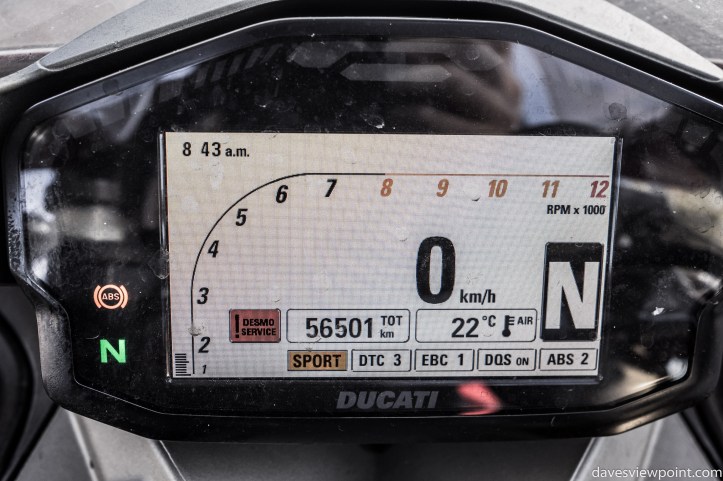 8 43 a.m.
1 2 3 4 5 6 7 8 9 10 11 12
RPM x 1000
0 km/h
N
ABS
N
! DESMO SERVICE
56501 TOT km
22 °C AIR
SPORT DTC 3 EBC 1 DQS ON ABS 2
DUCATI
davesviewpoint.com